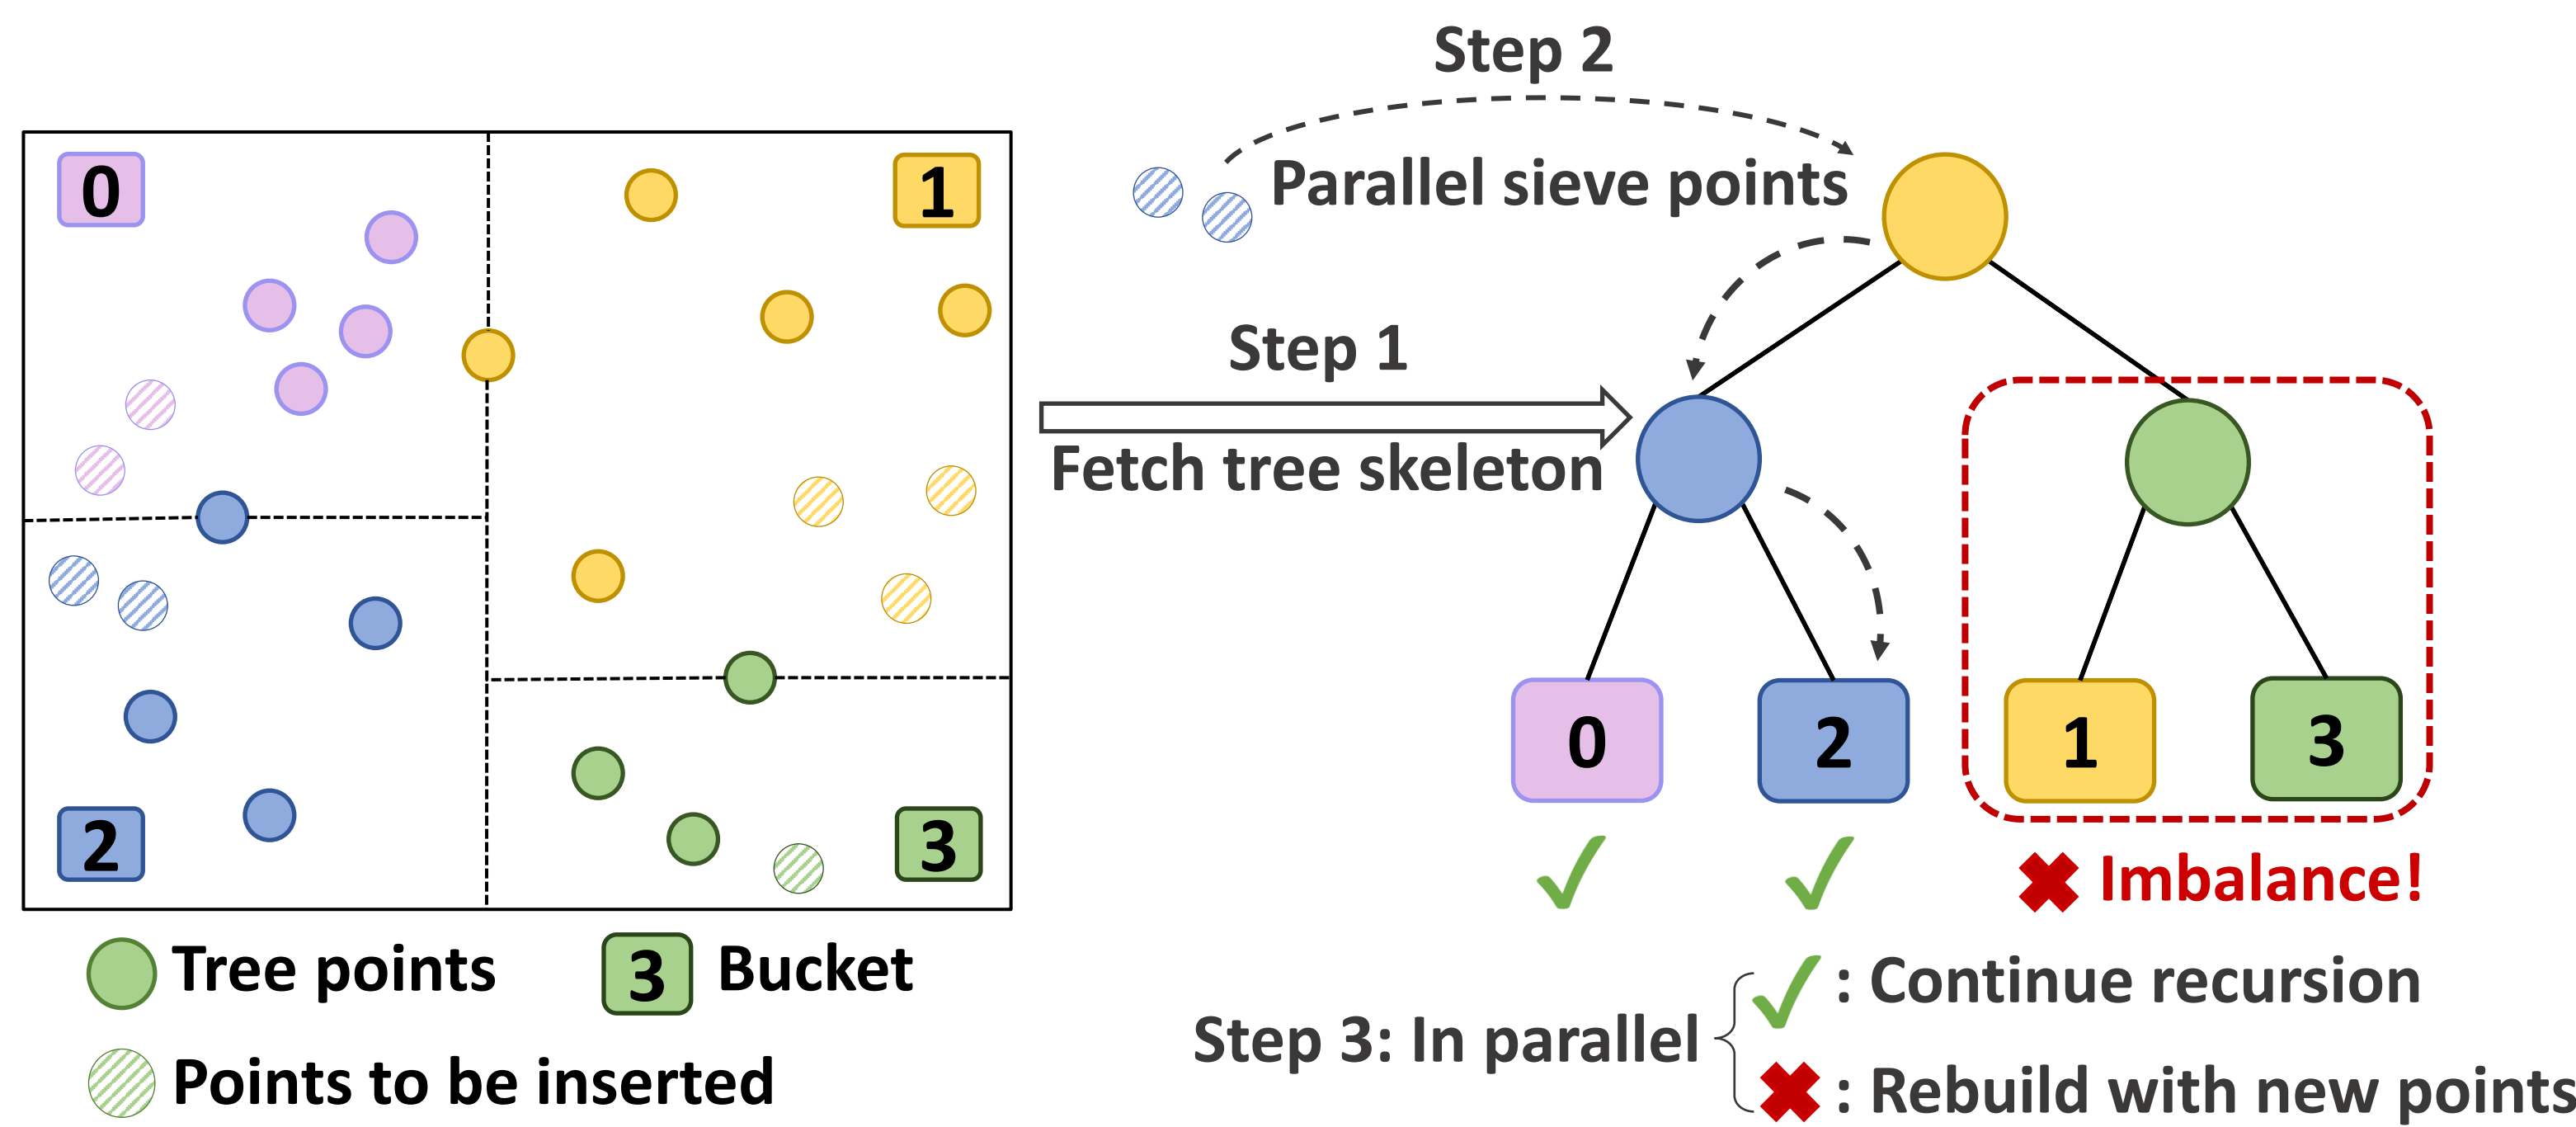 0
1
2
3
Tree points
3
Bucket
Points to be inserted
Step 2
Parallel sieve points
Step 1
Fetch tree skeleton
0
2
1
3
Imbalance!
Step 3: In parallel
: Continue recursion
: Rebuild with new points